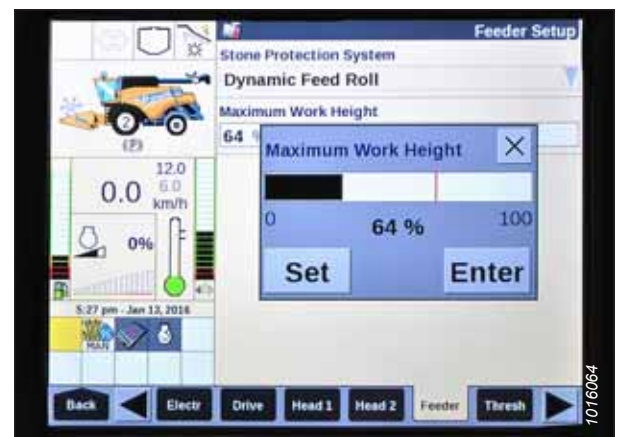 Feeder Setup
Stone Protection System
Dynamic Feed Roll
Maximum Work Height
64 %
Maximum Work Height
0
64 %
100
Set
Enter
(P)
12.0
6.0
0.0
km/h
0%
5:27 pm - Jan 13, 2016
MAN
Back
Electr
Drive
Head 1
Head 2
Feeder
Thresh
1016064